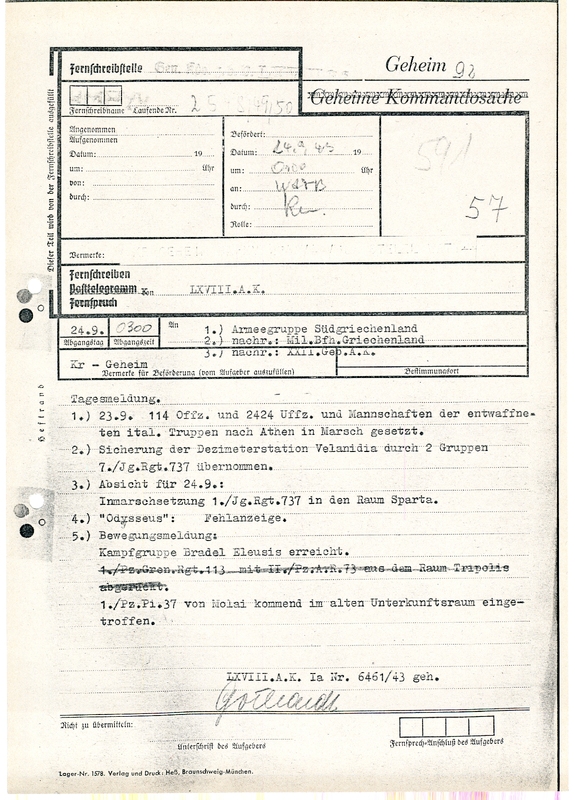 Geheim
Fernschreibstelle
Geheime Kommandosache
Fernschreibname Laufende Nr.
Angenommen
Aufgenommen
Datum: 19
um: Uhr
von:
durch:
Befördert:
Datum: 24.9 43 19
um: Uhr
an:
durch:
Rolle:
591
57
Dieser Teil wird von der Fernschreibstelle ausgefüllt
Vermerke:
Fernschreiben
Posttelegramm von LXVIII.A.K.
Fernspruch
24.9. 0300 An 1.) Armeegruppe Südgriechenland
Abgangstag Abgangszeit 2.) nachr.: Mil.Bfh.Griechenland
3.) nachr.: XXII.Geb.A.K.
Kr - Geheim
Vermerke für Beförderung (vom Aufgeber auszufüllen) Bestimmungsort
Heftrand
Tagesmeldung.
1.) 23.9. 114 Offz. und 2424 Uffz. und Mannschaften der entwaffne-
ten ital. Truppen nach Athen in Marsch gesetzt.
2.) Sicherung der Dezimeterstation Velanidia durch 2 Gruppen
7./Jg.Rgt.737 übernommen.
3.) Absicht für 24.9.:
Inmarschsetzung 1./Jg.Rgt.737 in den Raum Sparta.
4.) "Odysseus": Fehlanzeige.
5.) Bewegungsmeldung:
Kampfgruppe Bradel Eleusis erreicht.
1./Pz.Gren.Rgt.113 mit II./Pz.A.R.73 aus dem Raum Tripolis
abgerückt.
1./Pz.Pi.37 von Molai kommend im alten Unterkunftsraum einge-
troffen.
LXVIII.A.K. Ia Nr. 6461/43 geh.
Nicht zu übermitteln:
Unterschrift des Aufgebers
Fernsprech-Anschluß des Aufgebers
Lager-Nr. 1578. Verlag und Druck: Heß, Braunschweig-München.